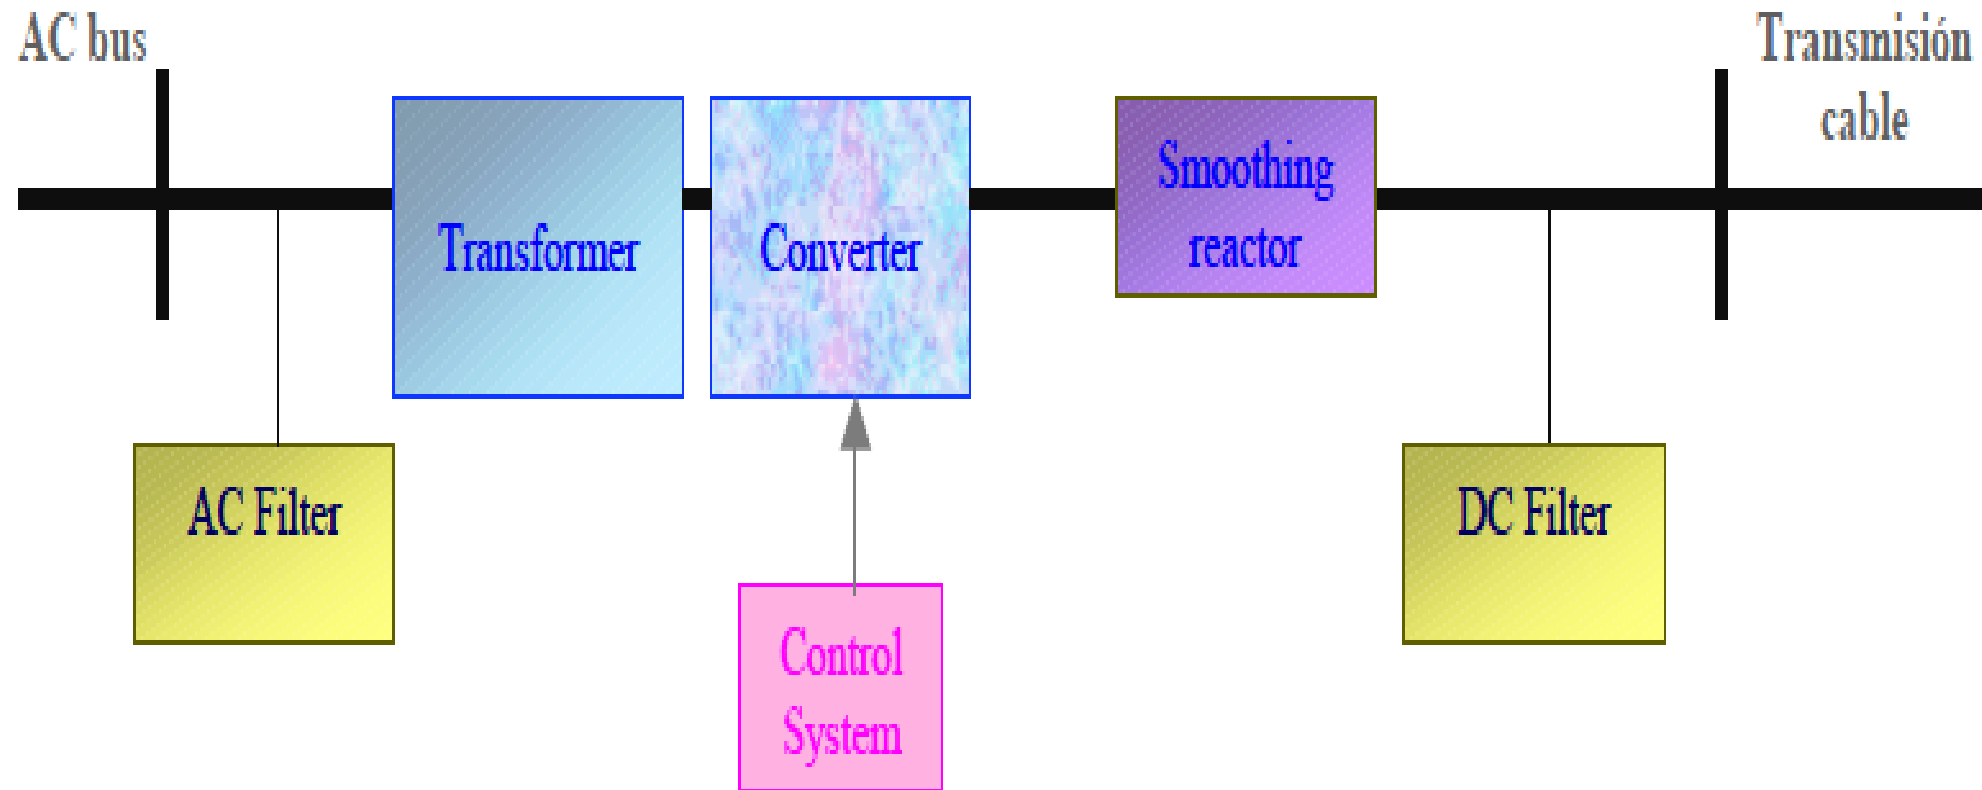 AC bus
Transmisión
cable
Transformer
Converter
Smoothing
reactor
AC Filter
DC Filter
Control
System